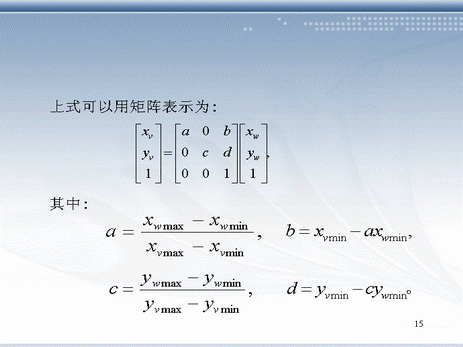 上式可以用矩阵表示为:
\begin{bmatrix} x_v \\ y_v \\ 1 \end{bmatrix} = \begin{bmatrix} a & 0 & b \\ 0 & c & d \\ 0 & 0 & 1 \end{bmatrix} \begin{bmatrix} x_w \\ y_w \\ 1 \end{bmatrix},
其中:
a = \frac{x_{w\max} - x_{w\min}}{x_{v\max} - x_{v\min}}, b = x_{v\min} - ax_{w\min},
c = \frac{y_{w\max} - y_{w\min}}{y_{v\max} - y_{v\min}}, d = y_{v\min} - cy_{w\min}。
15